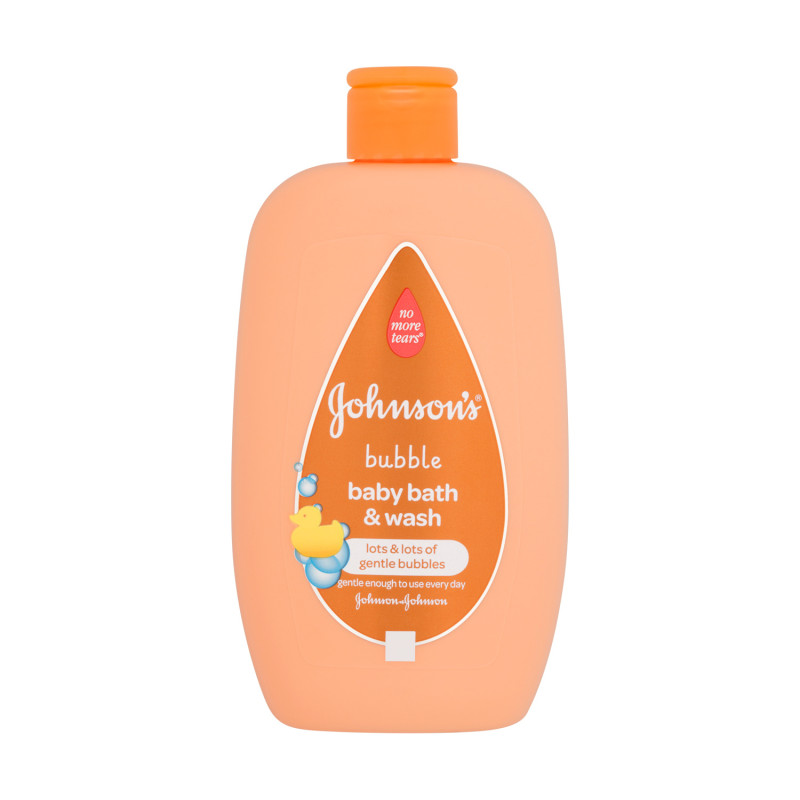 no
more
tears®
Johnson's®
bubble
baby bath
& wash
lots & lots of
gentle bubbles
gentle enough to use every day
Johnson & Johnson